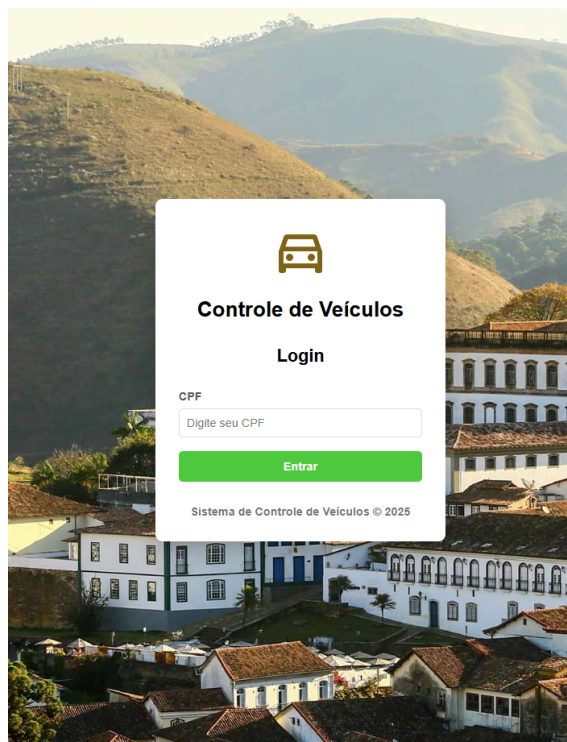 Controle de Veículos
Login
CPF
Digite seu CPF
Entrar
Sistema de Controle de Veículos © 2025